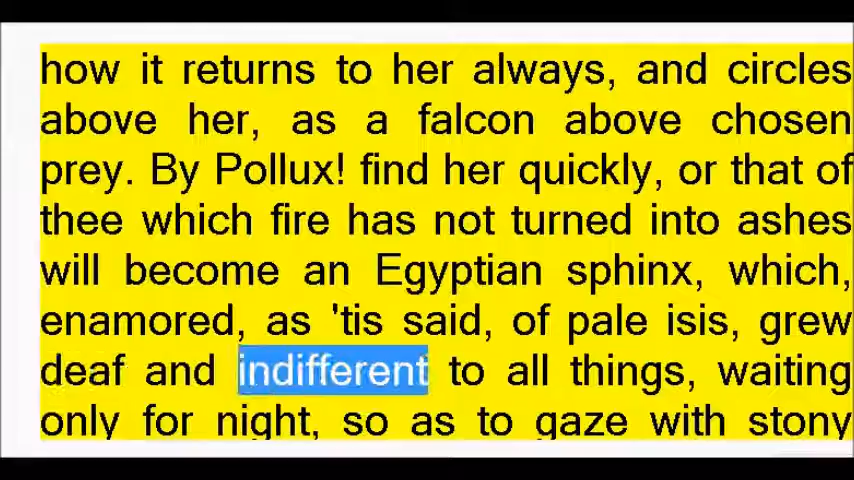 how it returns to her always, and circles
above her, as a falcon above chosen
prey. By Pollux! find her quickly, or that of
thee which fire has not turned into ashes
will become an Egyptian sphinx, which,
enamored, as 'tis said, of pale isis, grew
deaf and indifferent to all things, waiting
only for night, so as to gaze with stony